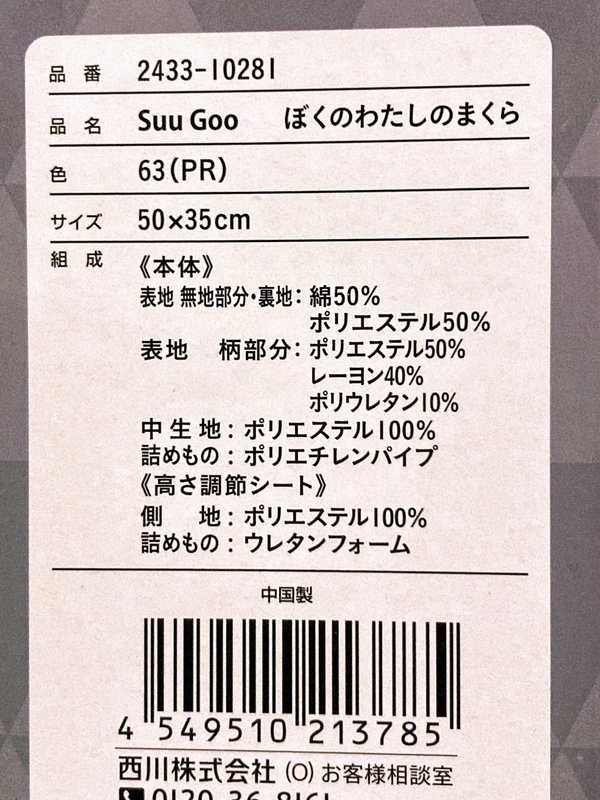 品 番 2433-10281
品 名 Suu Goo ぼくのわたしのまくら
色 63(PR)
サイズ 50×35cm
組 成 《本体》
表地 無地部分・裏地：綿50%
ポリエステル50%
表地 柄部分：ポリエステル50%
レーヨン40%
ポリウレタン10%
中生地：ポリエステル100%
詰めもの：ポリエチレンパイプ
《高さ調節シート》
側 地：ポリエステル100%
詰めもの：ウレタンフォーム
中国製
4 549510 213785
西川株式会社 (O) お客様相談室
0120-36-8161